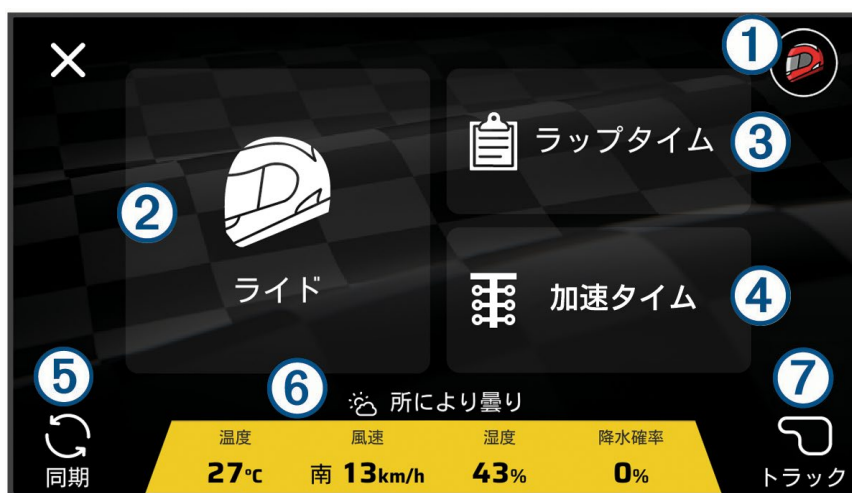 ①
ラップタイム ③
②
ライド
加速タイム ④
⑤ ⑥ ⑦
所により曇り
温度 風速 湿度 降水確率
27℃ 南 13km/h 43% 0%
同期 トラック